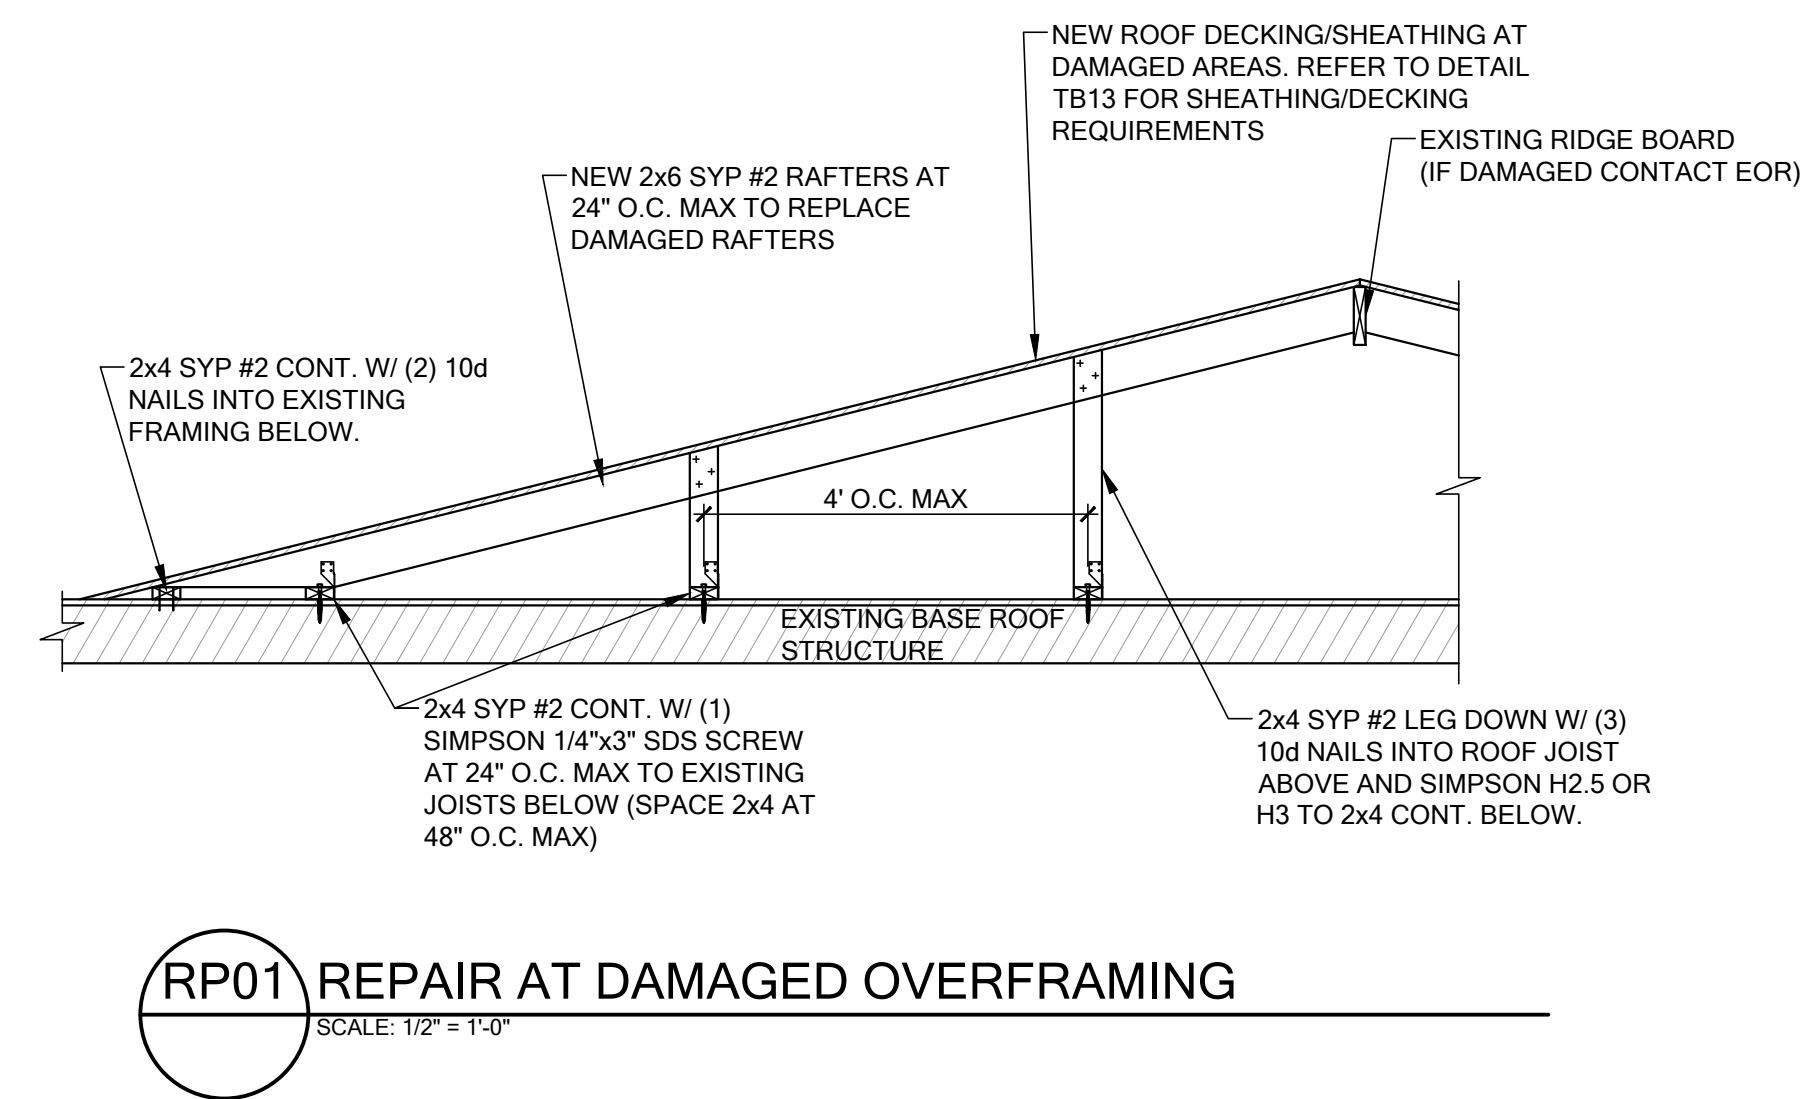 NEW ROOF DECKING/SHEATHING AT
DAMAGED AREAS. REFER TO DETAIL
TB13 FOR SHEATHING/DECKING
REQUIREMENTS
EXISTING RIDGE BOARD
(IF DAMAGED CONTACT EOR)
NEW 2x6 SYP #2 RAFTERS AT
24" O.C. MAX TO REPLACE
DAMAGED RAFTERS
2x4 SYP #2 CONT. W/ (2) 10d
NAILS INTO EXISTING
FRAMING BELOW.
4' O.C. MAX
EXISTING BASE ROOF
STRUCTURE
2x4 SYP #2 CONT. W/ (1)
SIMPSON 1/4"x3" SDS SCREW
AT 24" O.C. MAX TO EXISTING
JOISTS BELOW (SPACE 2x4 AT
48" O.C. MAX)
2x4 SYP #2 LEG DOWN W/ (3)
10d NAILS INTO ROOF JOIST
ABOVE AND SIMPSON H2.5 OR
H3 TO 2x4 CONT. BELOW.
RP01 REPAIR AT DAMAGED OVERFRAMING
SCALE: 1/2" = 1'-0"